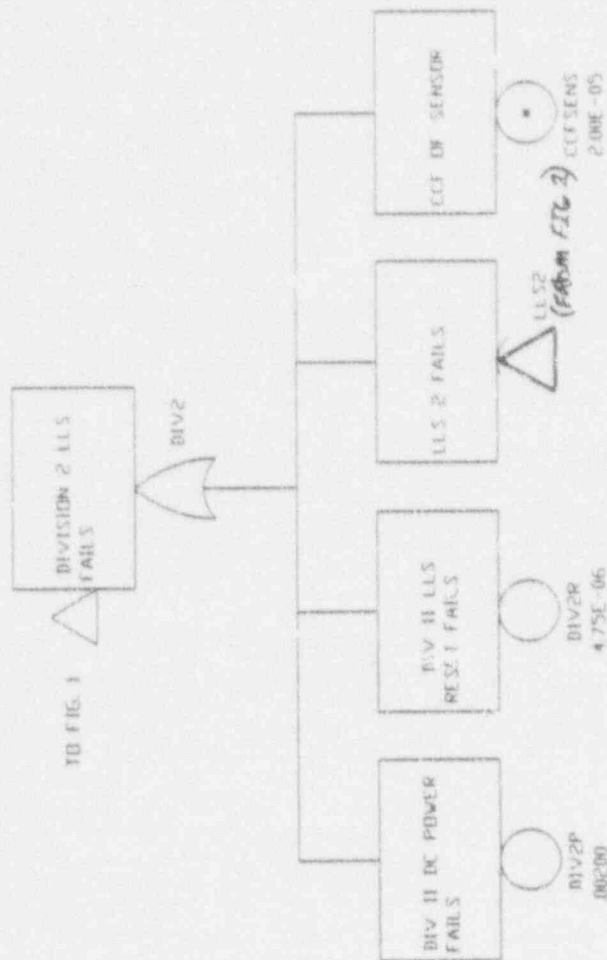 DIVISION 2 LLS
FAILS
TO FIG. 1
DIV2
DIV II DC POWER
FAILS
DIV2P
.00200
DIV II LLS
RESET FAILS
DIV2R
4.75E-06
LLS 2 FAILS
LLS2
(FROM FIG 2)
CCF OF SENSOR
CCFSENS
2.00E-05